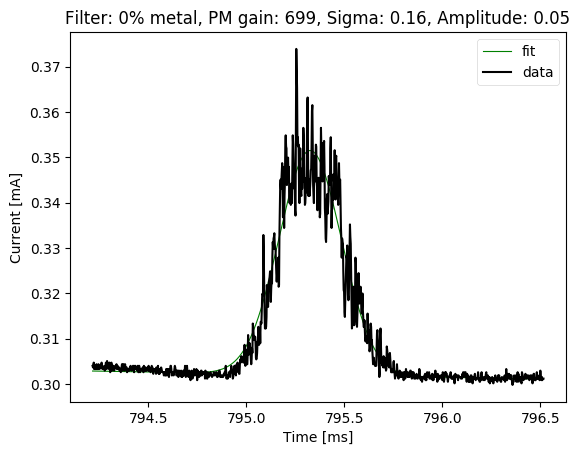 Filter: 0% metal, PM gain: 699, Sigma: 0.16, Amplitude: 0.05
fit
data
0.37
0.36
0.35
0.34
0.33
0.32
0.31
0.30
Current [mA]
794.5 795.0 795.5 796.0 796.5
Time [ms]